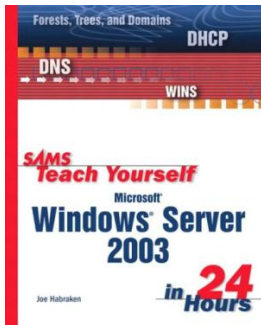 Forests, Trees, and Domains
DHCP
DNS
WINS
SAMS
Teach Yourself
Microsoft®
Windows® Server
2003
in 24
Hours
Joe Habraken